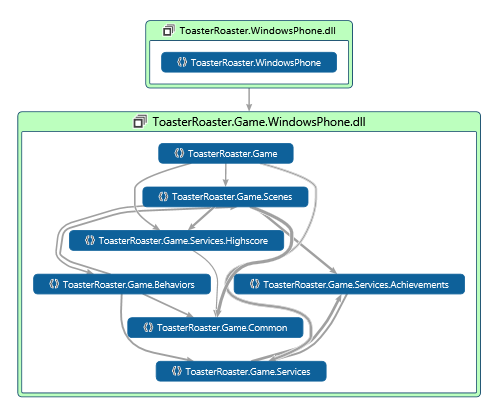 ToasterRoaster.WindowsPhone.dll
ToasterRoaster.WindowsPhone
ToasterRoaster.Game.WindowsPhone.dll
ToasterRoaster.Game
ToasterRoaster.Game.Scenes
ToasterRoaster.Game.Services.Highscore
ToasterRoaster.Game.Behaviors
ToasterRoaster.Game.Services.Achievements
ToasterRoaster.Game.Common
ToasterRoaster.Game.Services